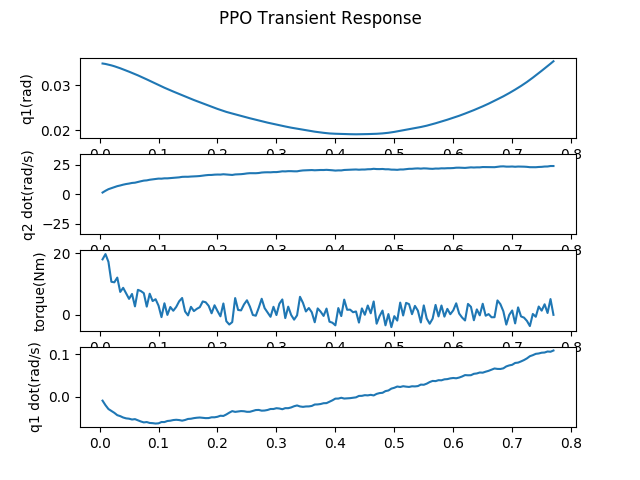 PPO Transient Response
q1(rad)
0.03
0.02
0.0 0.1 0.2 0.3 0.4 0.5 0.6 0.7 0.8
q2 dot(rad/s)
25
0
−25
0.0 0.1 0.2 0.3 0.4 0.5 0.6 0.7 0.8
torque(Nm)
20
0
0.0 0.1 0.2 0.3 0.4 0.5 0.6 0.7 0.8
q1 dot(rad/s)
0.1
0.0
0.0 0.1 0.2 0.3 0.4 0.5 0.6 0.7 0.8